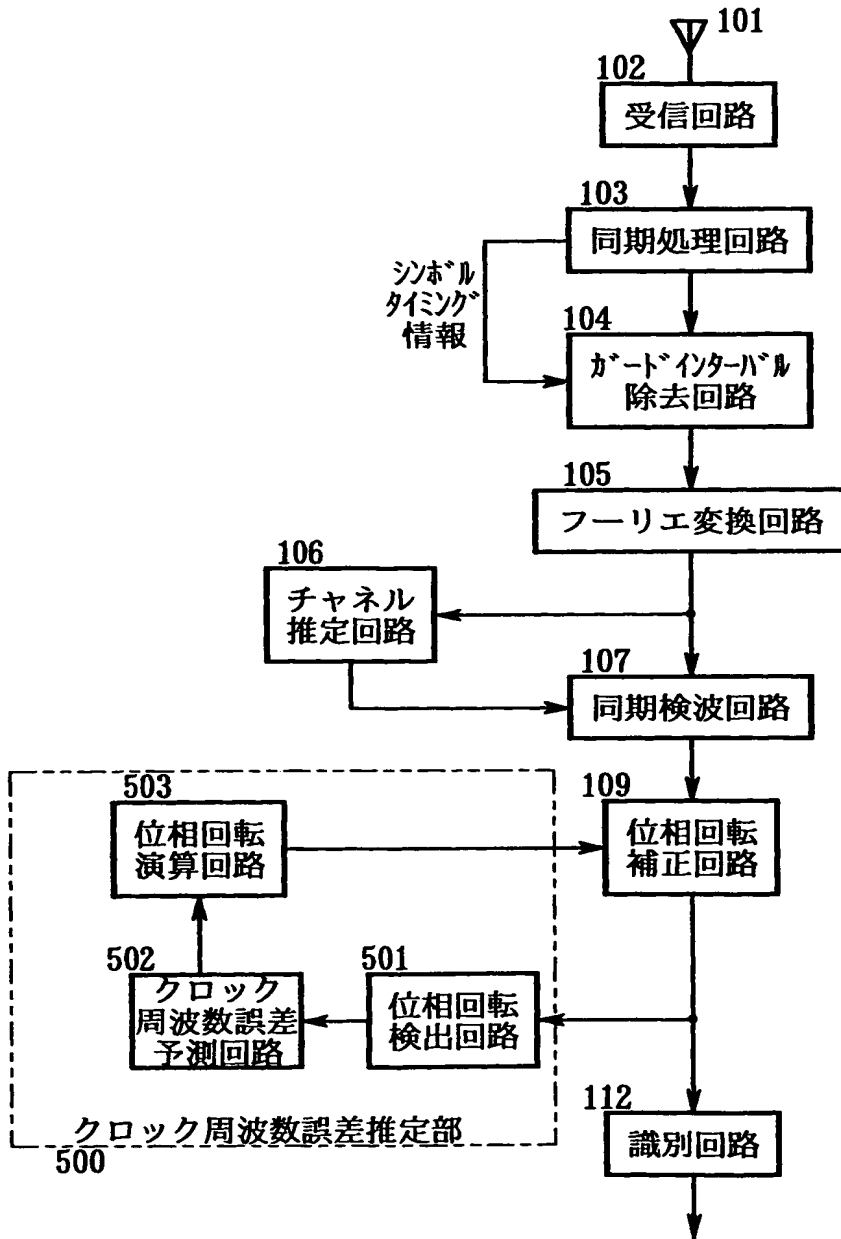 101
102
受信回路
103
同期処理回路
シンボル
タイミング
情報
104
ガードインターバル
除去回路
105
フーリエ変換回路
106
チャネル
推定回路
107
同期検波回路
503
位相回転
演算回路
109
位相回転
補正回路
502
クロック
周波数誤差
予測回路
501
位相回転
検出回路
クロック周波数誤差推定部
500
112
識別回路